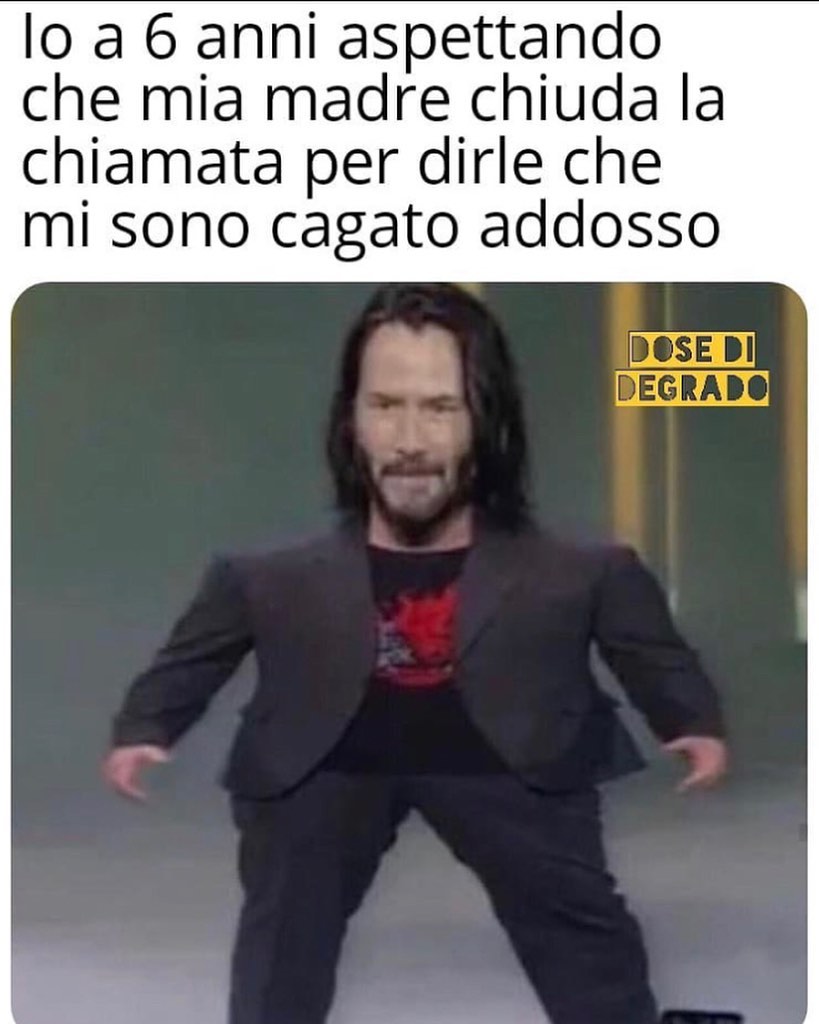 Io a 6 anni aspettando
che mia madre chiuda la
chiamata per dirle che
mi sono cagato addosso
DOSE DI
DEGRADO